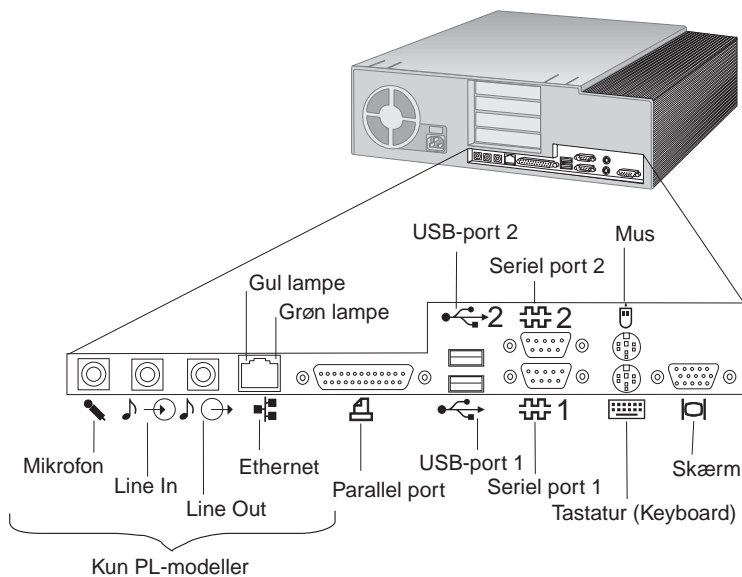 USB-port 2
Mus
Seriel port 2
Gul lampe
Grøn lampe
2
2
1
Mikrofon
Line In
Line Out
Ethernet
Parallel port
USB-port 1
Seriel port 1
Skærm
Tastatur (Keyboard)
Kun PL-modeller